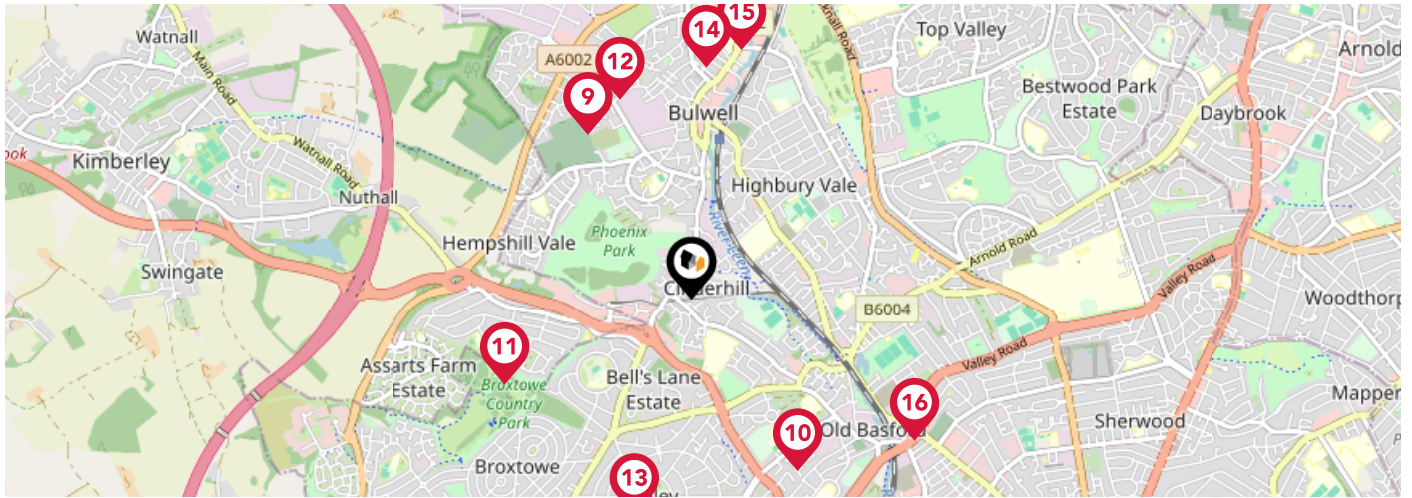 15
14
Top Valley
Watnall
A6002
12
Main Road
9
Bulwell
Bestwood Park
Estate
Daybrook
Watnall Road
Kimberley
Nuthall
Highbury Vale
River Leen
Phoenix
Park
Hempshill Vale
Arnold Road
Swingate
Valley Road
B6004
11
Valley Road
Assarts Farm
Estate
Broxtowe
Country
Park
Bell's Lane
Estate
16
10
Sherwood
Broxtowe
13